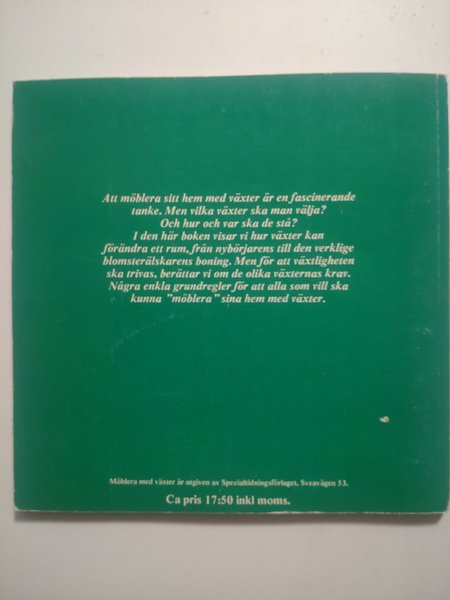 Att möblera sitt hem med växter är en fascinerande
tanke. Men vilka växter ska man välja?
Och hur och var ska de stå?
I den här boken visar vi hur växter kan
förändra ett rum, från nybörjarens till den verklige
blomsterälskarens boning. Men för att växtligheten
ska trivas, berättar vi om de olika växternas krav.
Några enkla grundregler för att alla som vill ska
kunna "möblera" sina hem med växter.
Möblera med växter är utgiven av Specialtidningsförlaget, Sveavägen 53.
Ca pris 17:50 inkl moms.